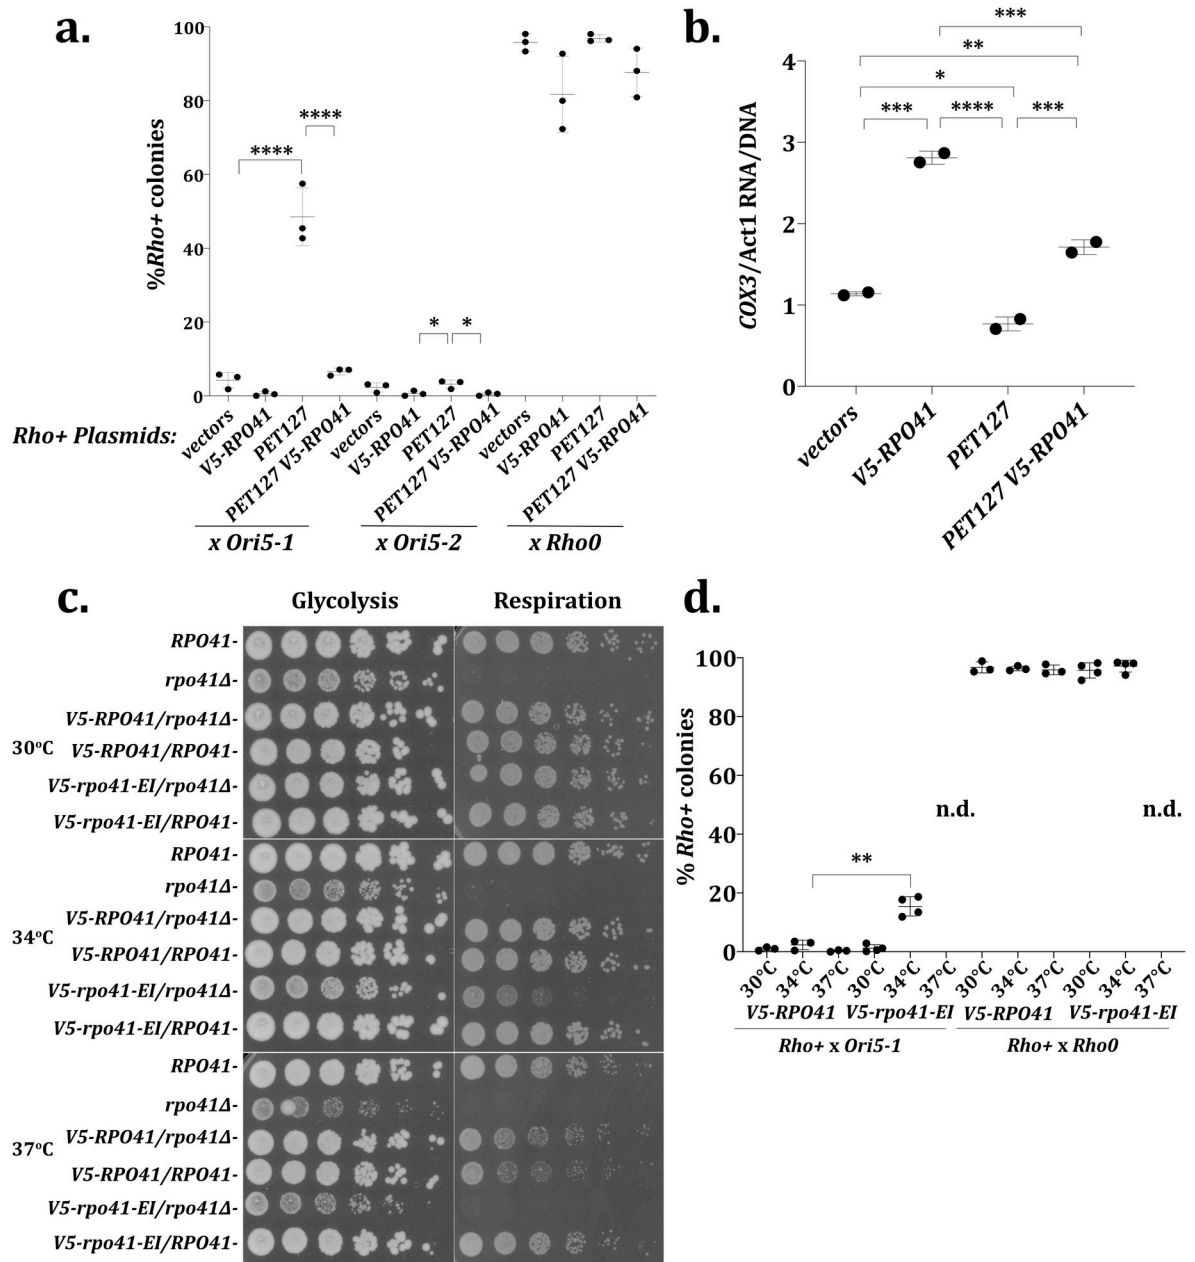 a.
100
80
60
40
20
0
%Rho+ colonies
****
****
*
*
Rho+ Plasmids:
vectors
V5-RPO41
PET127
PET127 V5-RPO41
vectors
V5-RPO41
PET127
PET127 V5-RPO41
vectors
V5-RPO41
PET127
PET127 V5-RPO41
x Ori5-1
x Ori5-2
x Rho0
b.
***
**
*
*** **** ***
4
3
2
1
0
COX3/Act1 RNA/DNA
vectors
V5-RPO41
PET127
PET127 V5-RPO41
c.
Glycolysis Respiration
30°C
RPO41-
rpo41Δ-
V5-RPO41/rpo41Δ-
V5-RPO41/RPO41-
V5-rpo41-EI/rpo41Δ-
V5-rpo41-EI/RPO41-
34°C
RPO41-
rpo41Δ-
V5-RPO41/rpo41Δ-
V5-RPO41/RPO41-
V5-rpo41-EI/rpo41Δ-
V5-rpo41-EI/RPO41-
37°C
RPO41-
rpo41Δ-
V5-RPO41/rpo41Δ-
V5-RPO41/RPO41-
V5-rpo41-EI/rpo41Δ-
V5-rpo41-EI/RPO41-
d.
100
80
60
40
20
0
% Rho+ colonies
**
n.d.
n.d.
30°C 34°C 37°C 30°C 34°C 37°C 30°C 34°C 37°C 30°C 34°C 37°C
V5-RPO41 V5-rpo41-EI V5-RPO41 V5-rpo41-EI
Rho+ x Ori5-1 Rho+ x Rho0